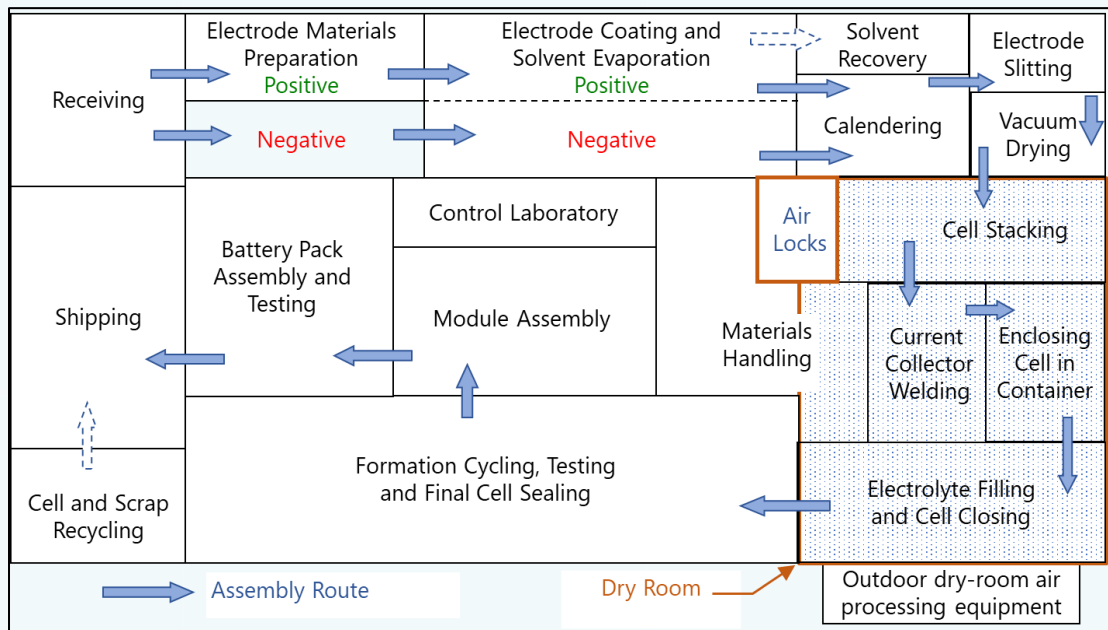 Receiving
Electrode Materials
Preparation
Positive
Negative
Electrode Coating and
Solvent Evaporation
Positive
Negative
Solvent
Recovery
Calendering
Electrode
Slitting
Vacuum
Drying
Air
Locks
Cell Stacking
Control Laboratory
Battery Pack
Assembly and
Testing
Module Assembly
Shipping
Materials
Handling
Current
Collector
Welding
Enclosing
Cell in
Container
Formation Cycling, Testing
and Final Cell Sealing
Electrolyte Filling
and Cell Closing
Cell and Scrap
Recycling
Assembly Route
Dry Room
Outdoor dry-room air
processing equipment